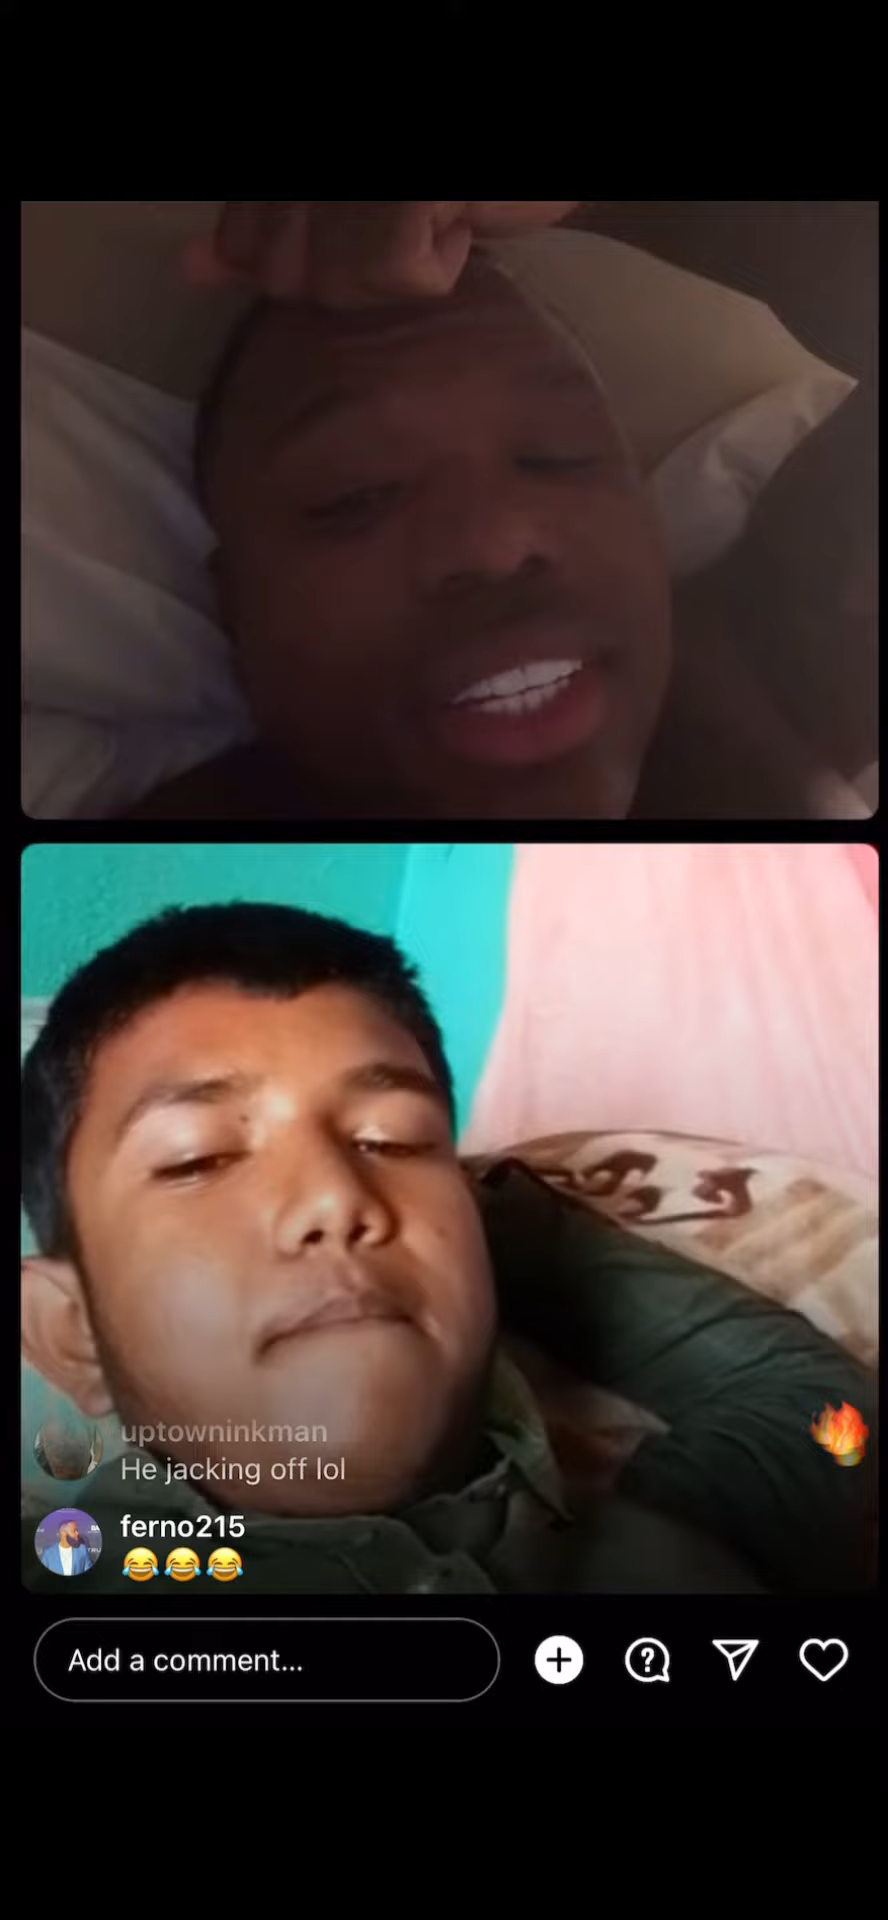 uptowninkman
He jacking off lol
ferno215
😂😂😂
Add a comment...